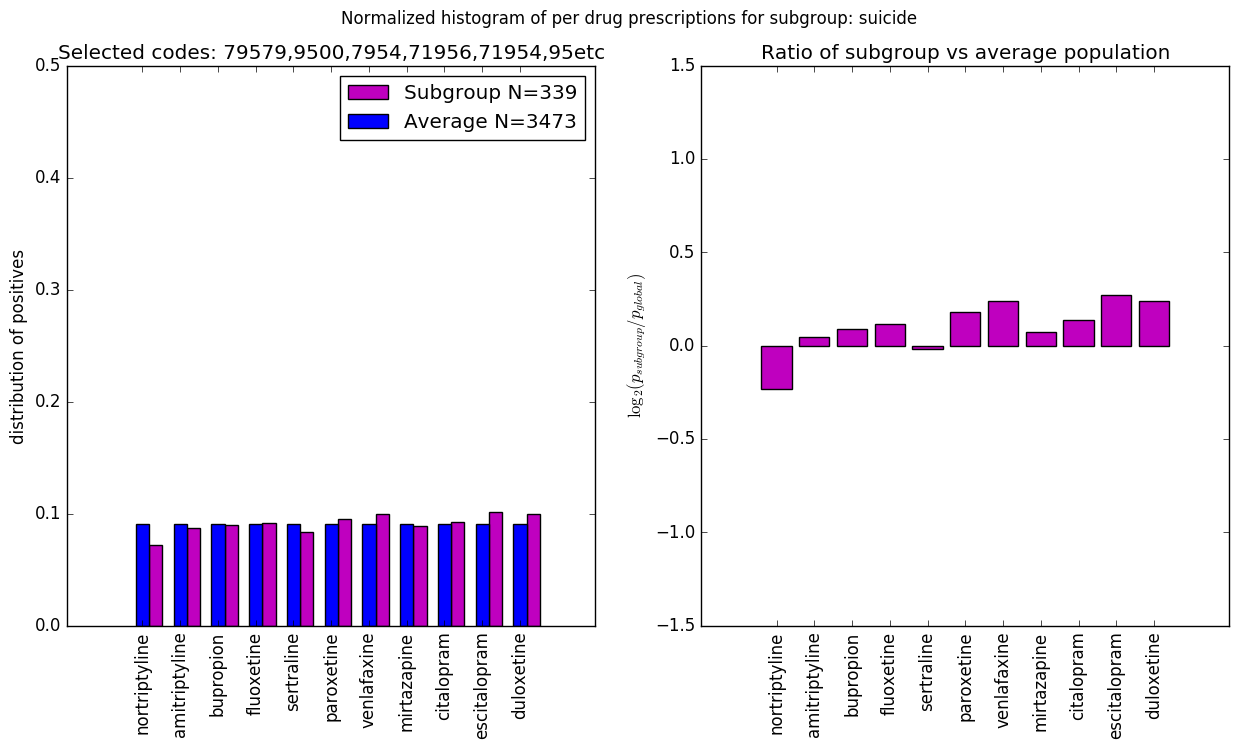 Normalized histogram of per drug prescriptions for subgroup: suicide
Selected codes: 79579,9500,7954,71956,71954,95etc
distribution of positives
0.5
0.4
0.3
0.2
0.1
0.0
Subgroup N=339
Average N=3473
nortriptyline
amitriptyline
bupropion
fluoxetine
sertraline
paroxetine
venlafaxine
mirtazapine
citalopram
escitalopram
duloxetine
Ratio of subgroup vs average population
log2(psubgroup/pglobal)
1.5
1.0
0.5
0.0
−0.5
−1.0
−1.5
nortriptyline
amitriptyline
bupropion
fluoxetine
sertraline
paroxetine
venlafaxine
mirtazapine
citalopram
escitalopram
duloxetine